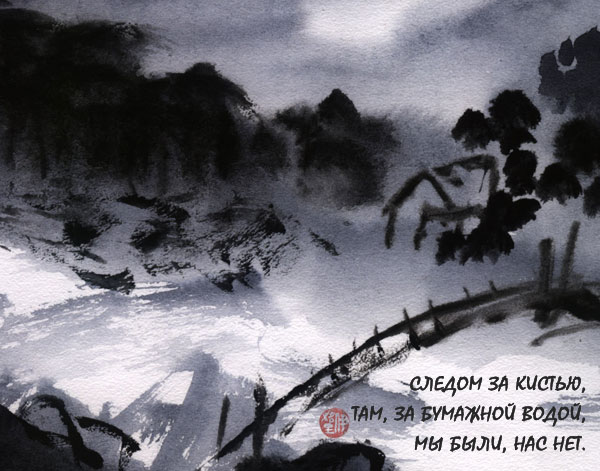 СЛЕДОМ ЗА КИСТЬЮ,
ТАМ, ЗА БУМАЖНОЙ ВОДОЙ,
МЫ БЫЛИ, НАС НЕТ.